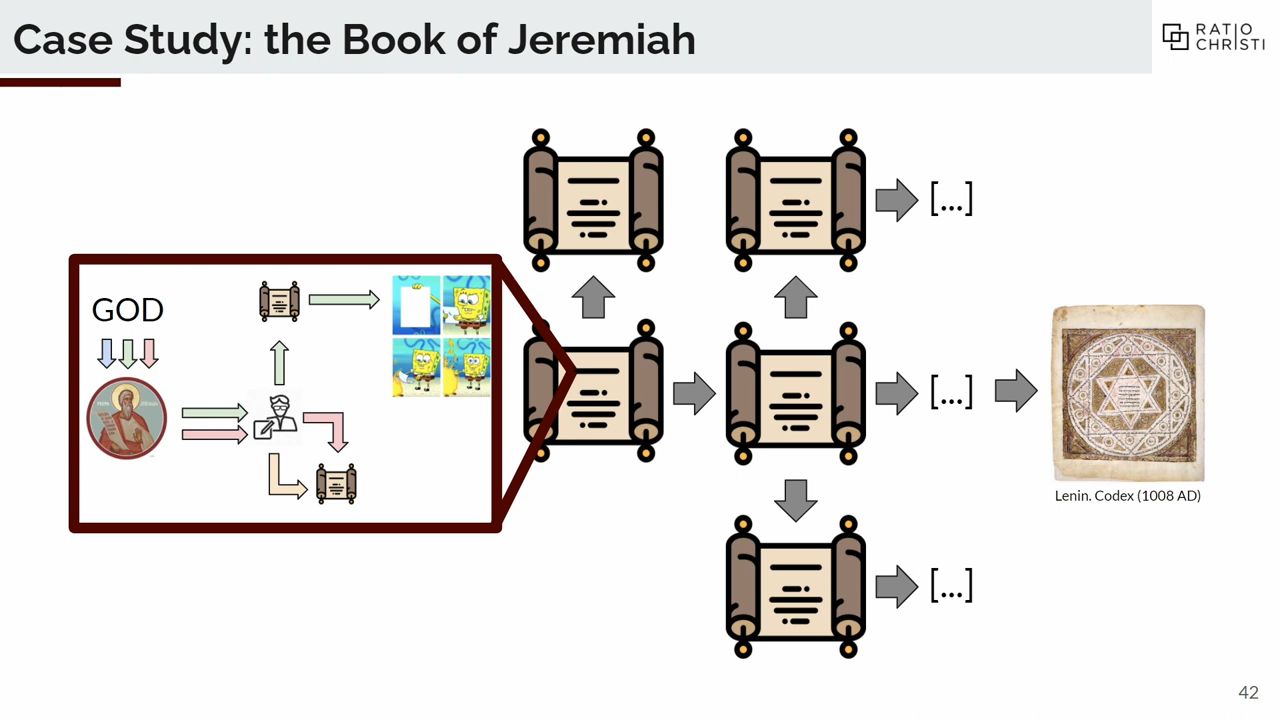 Case Study: the Book of Jeremiah
RATIO
CHRISTI
[...]
GOD
[...]
Lenin. Codex (1008 AD)
[...]
42